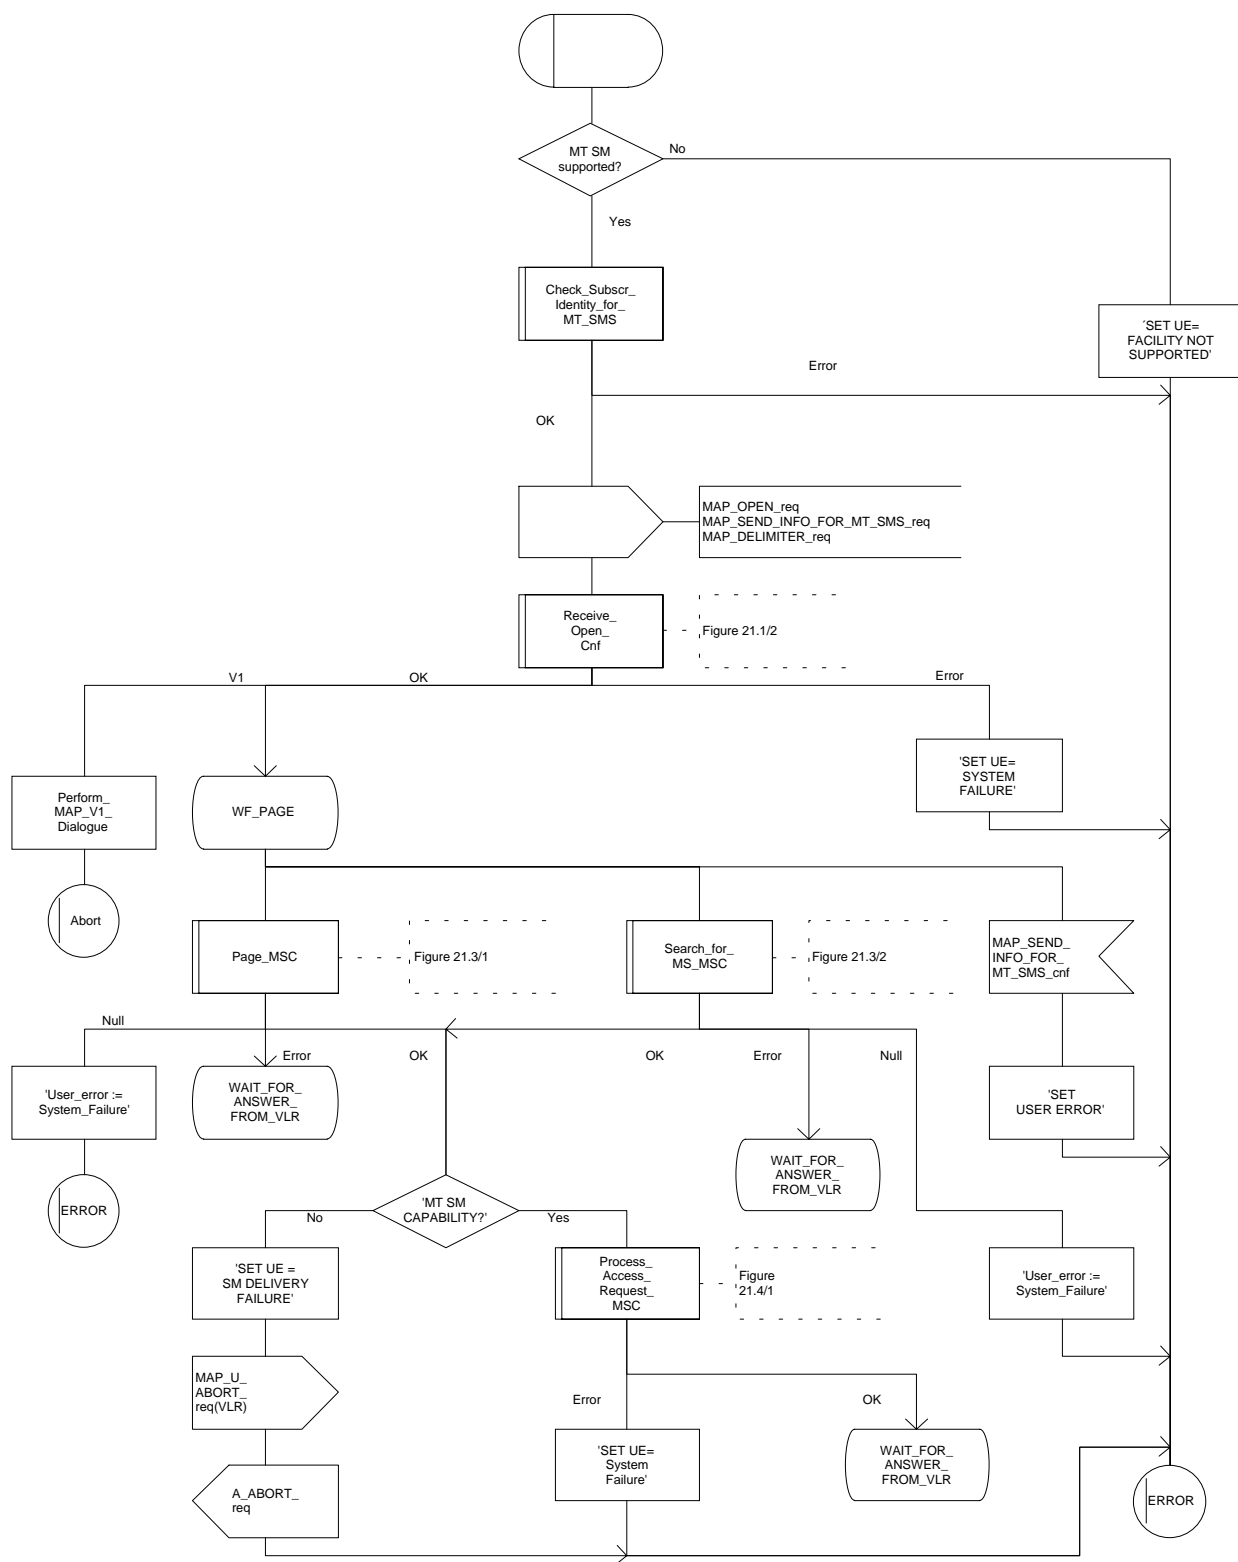 MT SM
supported?
No
Yes
Check_Subscr_
Identity_for_
MT_SMS
´SET UE=
FACILITY NOT
SUPPORTED'
Error
OK
MAP_OPEN_req
MAP_SEND_INFO_FOR_MT_SMS_req
MAP_DELIMITER_req
Receive_
Open_
Cnf
Figure 21.1/2
V1
OK
Error
'SET UE=
SYSTEM
FAILURE'
Perform_
MAP_V1_
Dialogue
WF_PAGE
Abort
Page_MSC
Figure 21.3/1
Search_for_
MS_MSC
Figure 21.3/2
MAP_SEND_
INFO_FOR_
MT_SMS_cnf
Null
Error
OK
OK
Error
Null
'User_error :=
System_Failure'
WAIT_FOR_
ANSWER_
FROM_VLR
'SET
USER ERROR'
WAIT_FOR_
ANSWER_
FROM_VLR
ERROR
'MT SM
CAPABILITY?'
No
Yes
'SET UE =
SM DELIVERY
FAILURE'
Process_
Access_
Request_
MSC
Figure
21.4/1
'User_error :=
System_Failure'
MAP_U_
ABORT_
req(VLR)
Error
OK
'SET UE=
System
Failure'
WAIT_FOR_
ANSWER_
FROM_VLR
A_ABORT_
req
ERROR